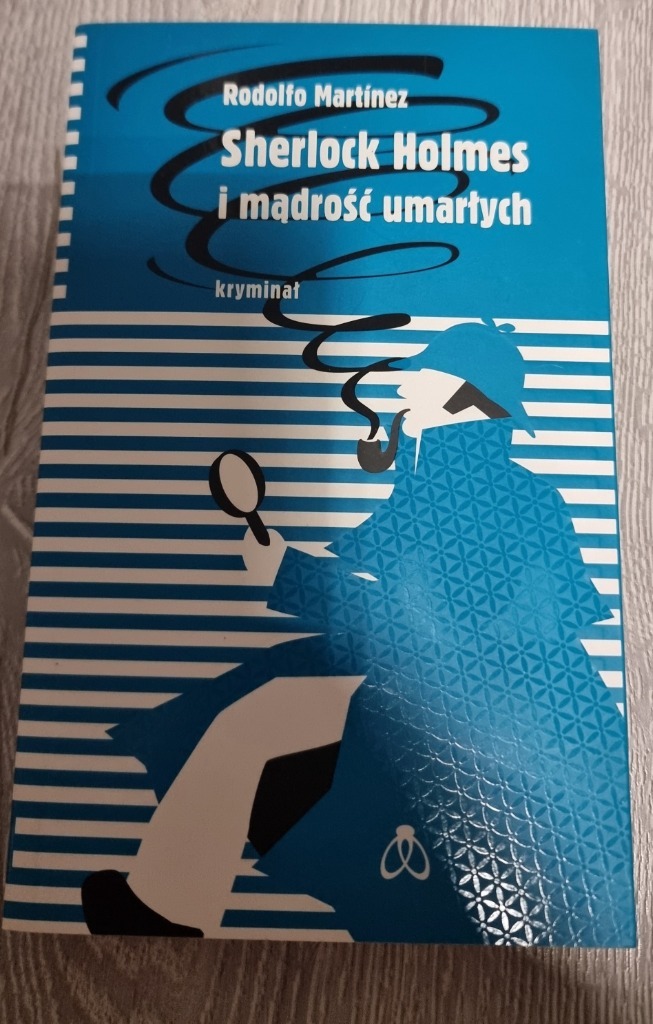 Rodolfo Martínez
Sherlock Holmes
i mądrość umarłych
kryminał